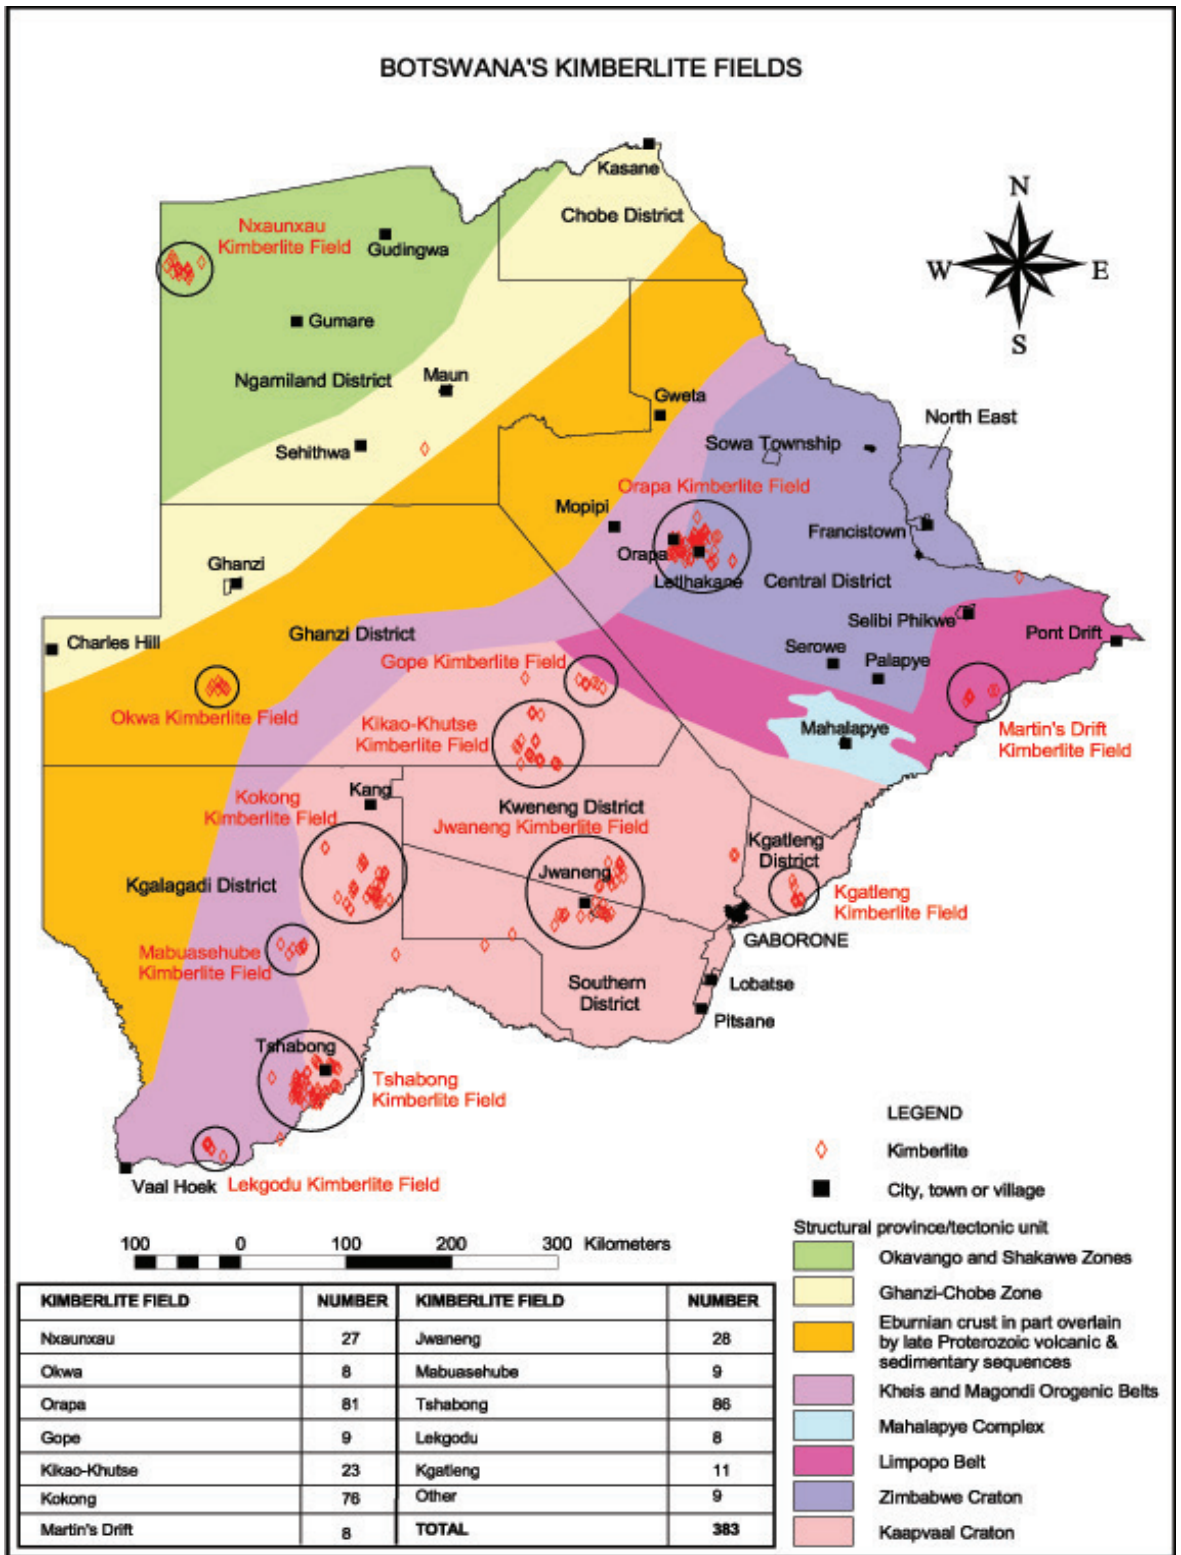 BOTSWANA'S KIMBERLITE FIELDS
Kasane
Chobe District
N
W
E
S
Nxaunxau
Kimberlite Field
Gudingwa
Gumare
Ngamiland District
Maun
Sehithwa
Gweta
North East
Sowa Township
Orapa Kimberlite Field
Mopipi
Orapa
Letlhakane
Francistown
Central District
Ghanzi
Ghanzi District
Charles Hill
Selibi Phikwe
Pont Drift
Serowe
Palapye
Gope Kimberlite Field
Okwa Kimberlite Field
Kikao-Khutse
Kimberlite Field
Mahalapye
Martin's Drift
Kimberlite Field
Kokong
Kimberlite Field
Kang
Kweneng District
Jwaneng Kimberlite Field
Kgatleng
District
Jwaneng
Kgalagadi District
Kgatleng
Kimberlite Field
GABORONE
Mabuasehube
Kimberlite Field
Southern
District
Lobatse
Pitsane
Tshabong
Tshabong
Kimberlite Field
Vaal Hoek
Lekgodu Kimberlite Field
LEGEND
Kimberlite
City, town or village
Structural province/tectonic unit
Okavango and Shakawe Zones
Ghanzi-Chobe Zone
Eburnian crust in part overlain
by late Proterozoic volcanic &
sedimentary sequences
Kheis and Magondi Orogenic Belts
Mahalapye Complex
Limpopo Belt
Zimbabwe Craton
Kaapvaal Craton
100 0 100 200 300 Kilometers
KIMBERLITE FIELD NUMBER KIMBERLITE FIELD NUMBER
Nxaunxau 27 Jwaneng 28
Okwa 8 Mabuasehube 9
Orapa 81 Tshabong 86
Gope 9 Lekgodu 8
Kikao-Khutse 23 Kgatleng 11
Kokong 76 Other 9
Martin's Drift 8 TOTAL 383